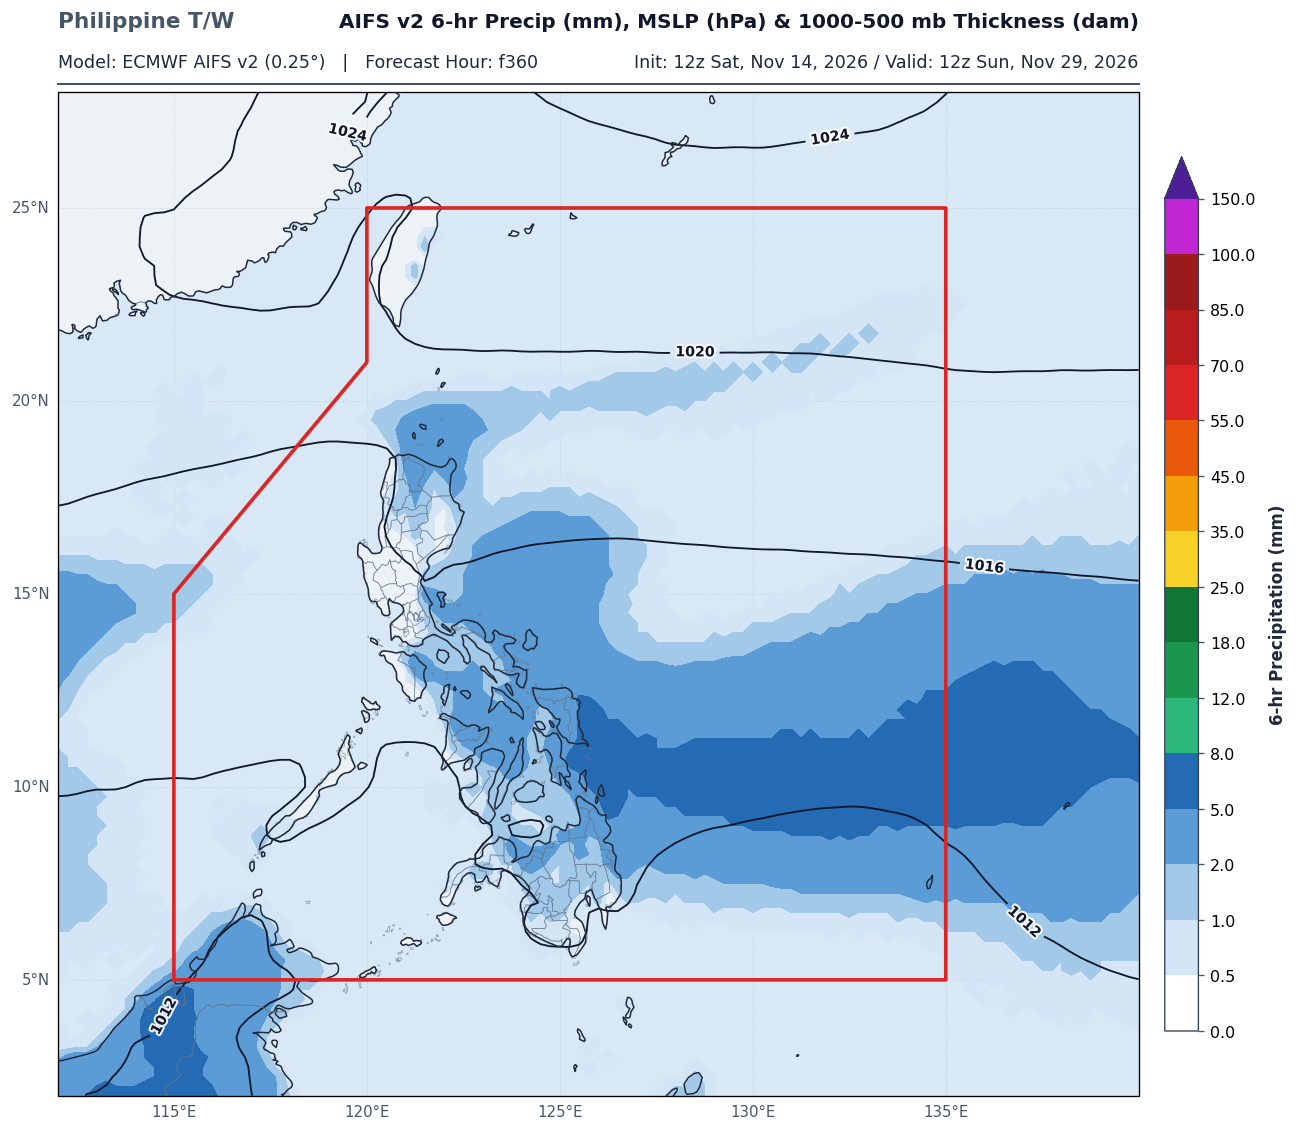 Philippine T/W
AIFS v2 6-hr Precip (mm), MSLP (hPa) & 1000-500 mb Thickness (dam)
Model: ECMWF AIFS v2 (0.25°) | Forecast Hour: f360
Init: 12z Sat, Nov 14, 2026 / Valid: 12z Sun, Nov 29, 2026
1024
1024
1020
1016
1012
1012
25°N
20°N
15°N
10°N
5°N
115°E
120°E
125°E
130°E
135°E
150.0
100.0
85.0
70.0
55.0
45.0
35.0
25.0
18.0
12.0
8.0
5.0
2.0
1.0
0.5
0.0
6-hr Precipitation (mm)